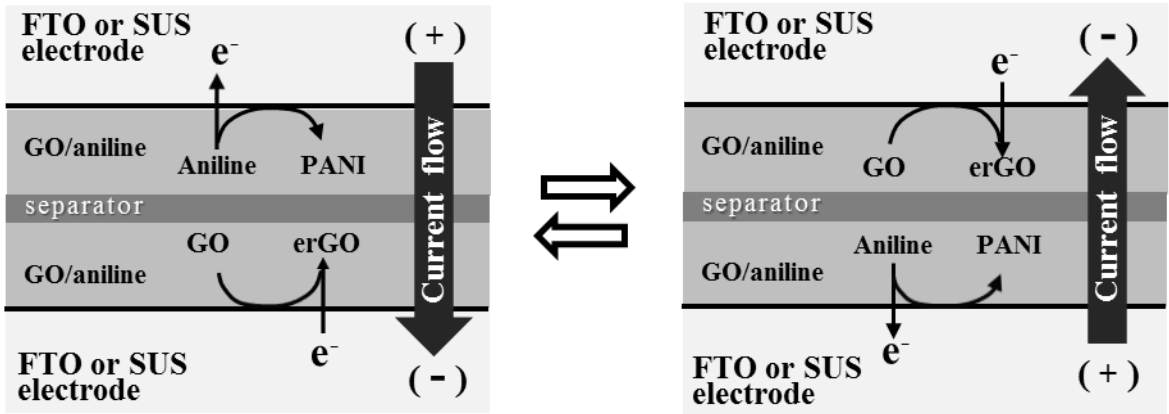 FTO or SUS
electrode
e⁻
(+)
GO/aniline
Aniline
PANI
separator
GO
erGO
GO/aniline
Current flow
e⁻
FTO or SUS
electrode
(-)
FTO or SUS
electrode
e⁻
(-)
GO/aniline
GO
erGO
separator
Aniline
PANI
GO/aniline
Current flow
e⁻
FTO or SUS
electrode
(+)